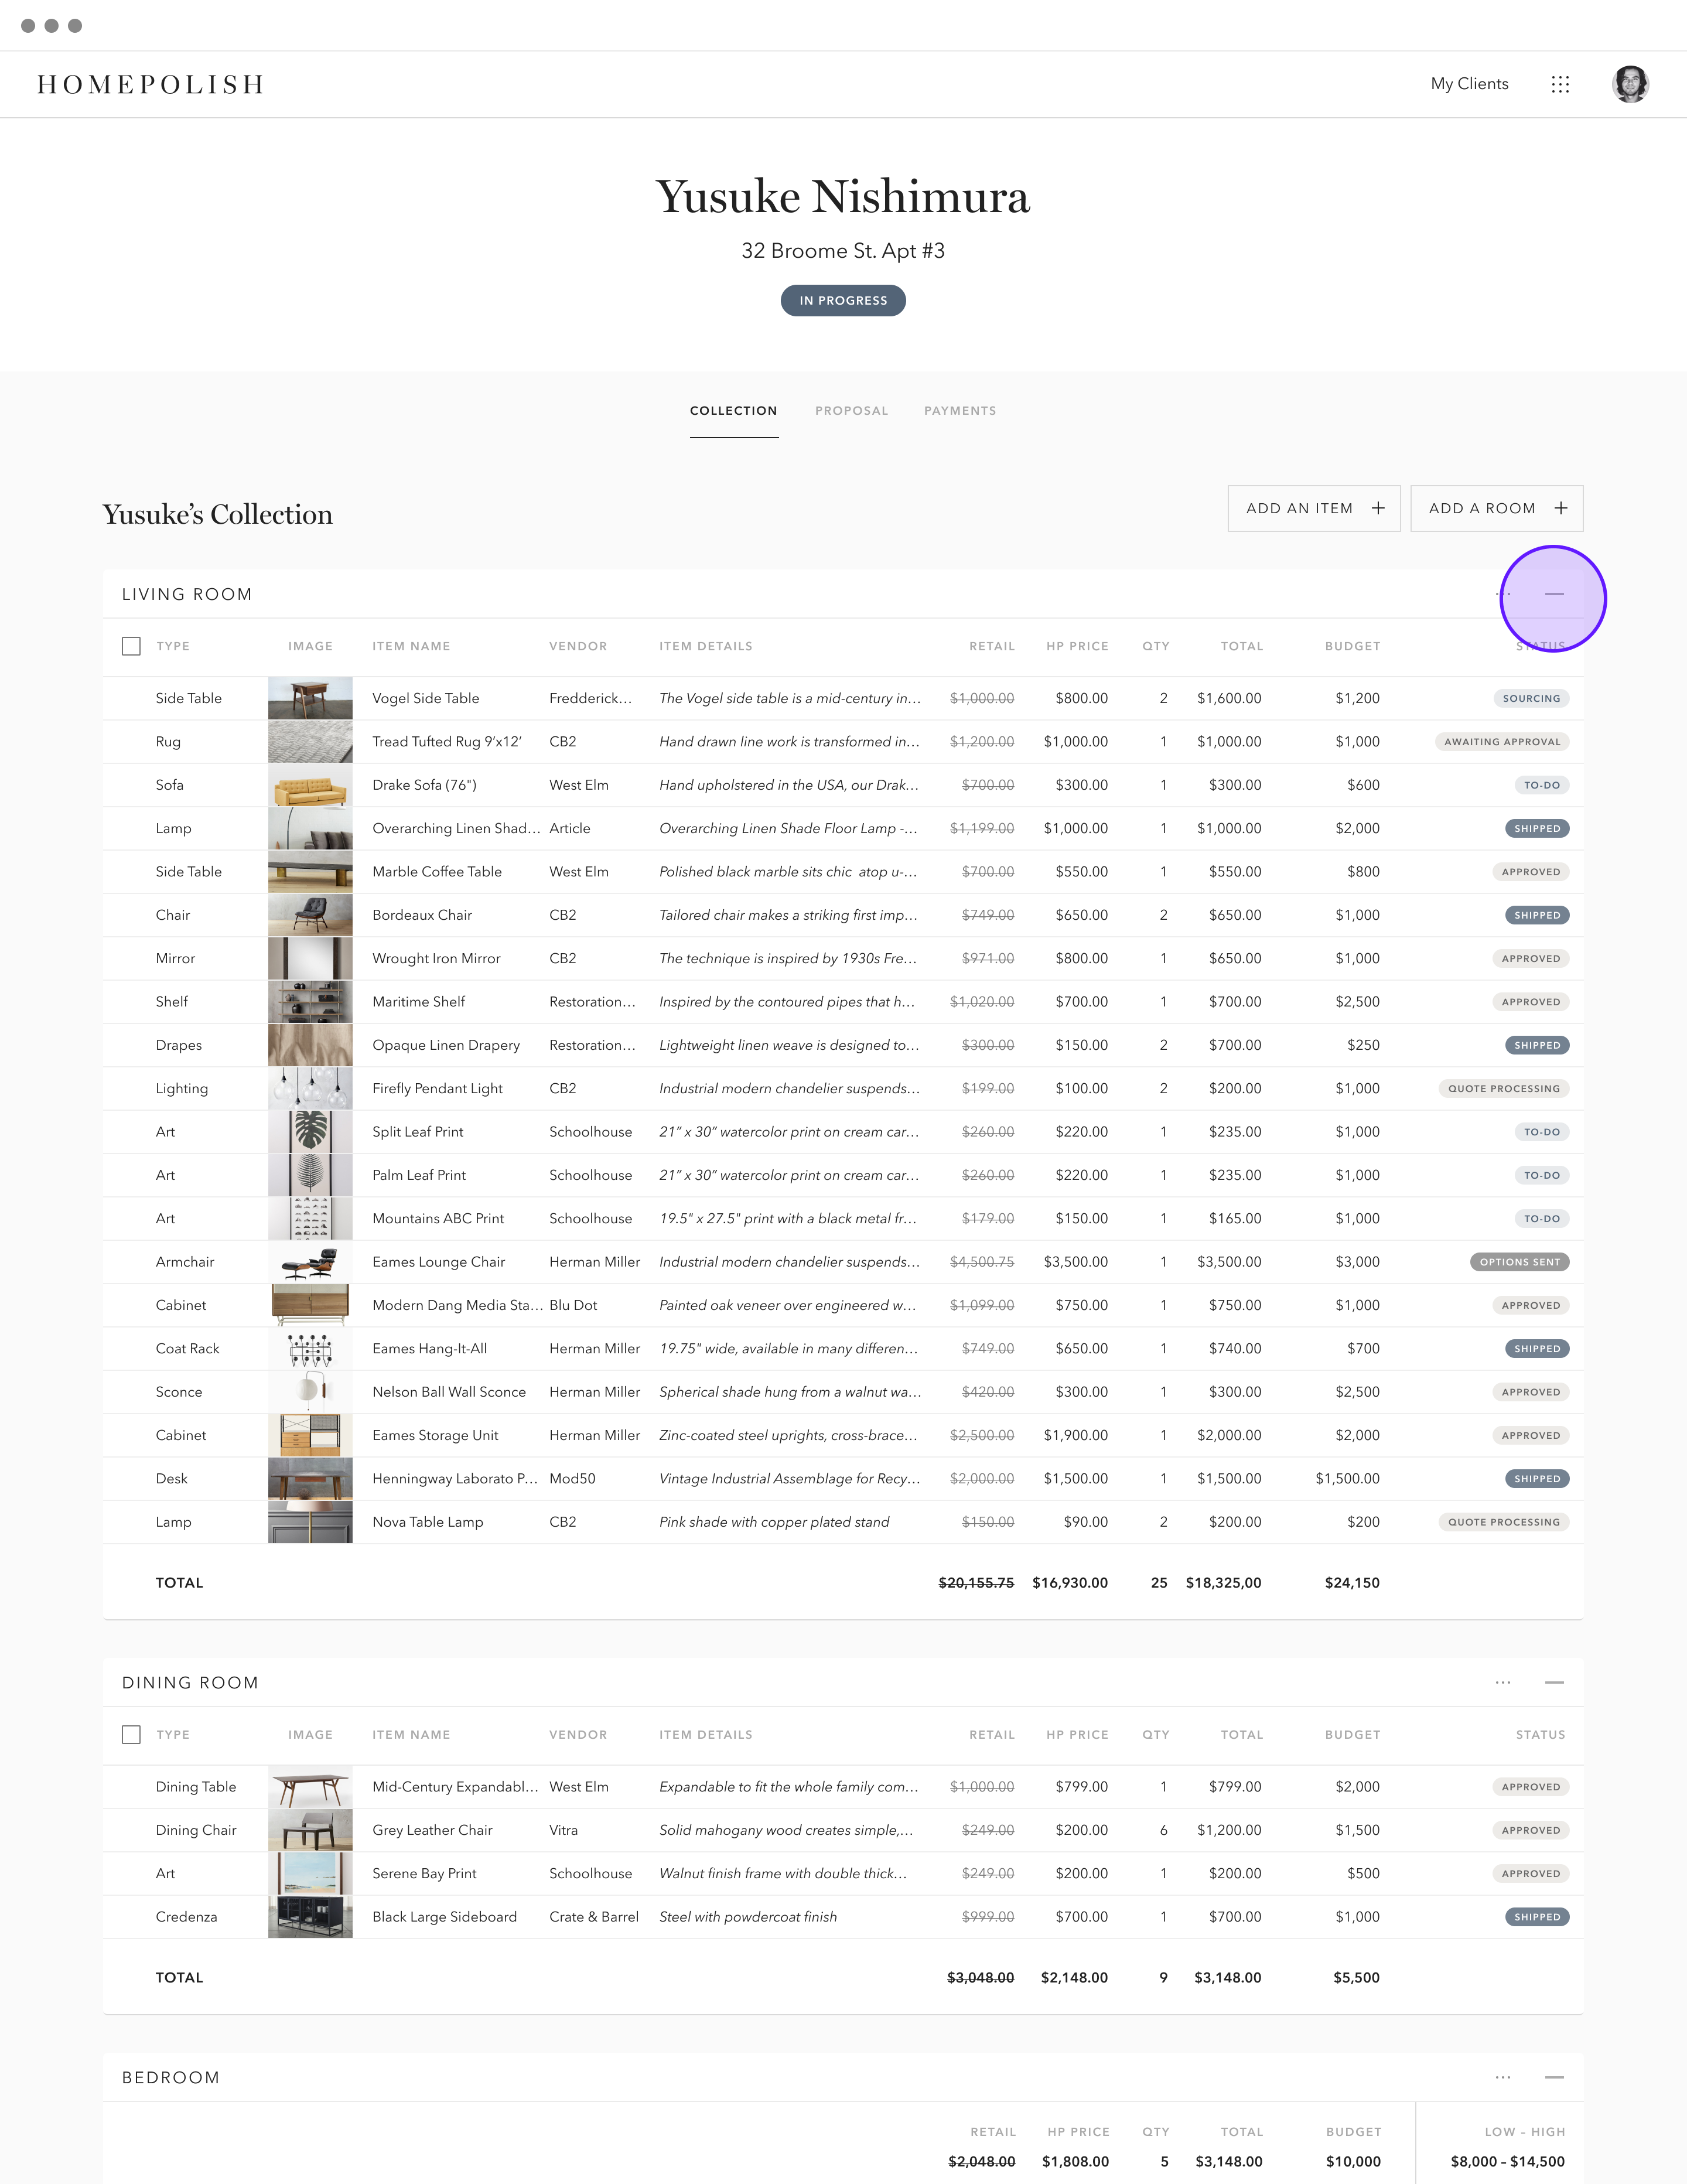 HOMEPOLISH
My Clients
Yusuke Nishimura
32 Broome St. Apt #3
IN PROGRESS
COLLECTION PROPOSAL PAYMENTS
Yusuke’s Collection
ADD AN ITEM +
ADD A ROOM +
LIVING ROOM
TYPE IMAGE ITEM NAME VENDOR ITEM DETAILS RETAIL HP PRICE QTY TOTAL BUDGET STATUS
Side Table Vogel Side Table Fredderick… The Vogel side table is a mid-century in… $1,000.00 $800.00 2 $1,600.00 $1,200 SOURCING
Rug Tread Tufted Rug 9’x12’ CB2 Hand drawn line work is transformed in… $1,200.00 $1,000.00 1 $1,000.00 $1,000 AWAITING APPROVAL
Sofa Drake Sofa (76") West Elm Hand upholstered in the USA, our Drak… $700.00 $300.00 1 $300.00 $600 TO-DO
Lamp Overarching Linen Shad… Article Overarching Linen Shade Floor Lamp -… $1,199.00 $1,000.00 1 $1,000.00 $2,000 SHIPPED
Side Table Marble Coffee Table West Elm Polished black marble sits chic atop u-… $700.00 $550.00 1 $550.00 $800 APPROVED
Chair Bordeaux Chair CB2 Tailored chair makes a striking first imp… $749.00 $650.00 2 $650.00 $1,000 SHIPPED
Mirror Wrought Iron Mirror CB2 The technique is inspired by 1930s Fre… $971.00 $800.00 1 $650.00 $1,000 APPROVED
Shelf Maritime Shelf Restoration… Inspired by the contoured pipes that h… $1,020.00 $700.00 1 $700.00 $2,500 APPROVED
Drapes Opaque Linen Drapery Restoration… Lightweight linen weave is designed to… $300.00 $150.00 2 $700.00 $250 SHIPPED
Lighting Firefly Pendant Light CB2 Industrial modern chandelier suspends… $199.00 $100.00 2 $200.00 $1,000 QUOTE PROCESSING
Art Split Leaf Print Schoolhouse 21” x 30” watercolor print on cream car… $260.00 $220.00 1 $235.00 $1,000 TO-DO
Art Palm Leaf Print Schoolhouse 21” x 30” watercolor print on cream car… $260.00 $220.00 1 $235.00 $1,000 TO-DO
Art Mountains ABC Print Schoolhouse 19.5" x 27.5" print with a black metal fr… $179.00 $150.00 1 $165.00 $1,000 TO-DO
Armchair Eames Lounge Chair Herman Miller Industrial modern chandelier suspends… $4,500.75 $3,500.00 1 $3,500.00 $3,000 OPTIONS SENT
Cabinet Modern Dang Media Sta… Blu Dot Painted oak veneer over engineered w… $1,099.00 $750.00 1 $750.00 $1,000 APPROVED
Coat Rack Eames Hang-It-All Herman Miller 19.75" wide, available in many differen… $749.00 $650.00 1 $740.00 $700 SHIPPED
Sconce Nelson Ball Wall Sconce Herman Miller Spherical shade hung from a walnut wa… $420.00 $300.00 1 $300.00 $2,500 APPROVED
Cabinet Eames Storage Unit Herman Miller Zinc-coated steel uprights, cross-brace… $2,500.00 $1,900.00 1 $2,000.00 $2,000 APPROVED
Desk Henningway Laborato P… Mod50 Vintage Industrial Assemblage for Recy… $2,000.00 $1,500.00 1 $1,500.00 $1,500.00 SHIPPED
Lamp Nova Table Lamp CB2 Pink shade with copper plated stand $150.00 $90.00 2 $200.00 $200 QUOTE PROCESSING
TOTAL $20,155.75 $16,930.00 25 $18,325,00 $24,150
DINING ROOM
TYPE IMAGE ITEM NAME VENDOR ITEM DETAILS RETAIL HP PRICE QTY TOTAL BUDGET STATUS
Dining Table Mid-Century Expandabl… West Elm Expandable to fit the whole family com… $1,000.00 $799.00 1 $799.00 $2,000 APPROVED
Dining Chair Grey Leather Chair Vitra Solid mahogany wood creates simple,… $249.00 $200.00 6 $1,200.00 $1,500 APPROVED
Art Serene Bay Print Schoolhouse Walnut finish frame with double thick… $249.00 $200.00 1 $200.00 $500 APPROVED
Credenza Black Large Sideboard Crate & Barrel Steel with powdercoat finish $999.00 $700.00 1 $700.00 $1,000 SHIPPED
TOTAL $3,048.00 $2,148.00 9 $3,148.00 $5,500
BEDROOM
RETAIL HP PRICE QTY TOTAL BUDGET LOW – HIGH
$2,048.00 $1,808.00 5 $3,148.00 $10,000 $8,000 – $14,500